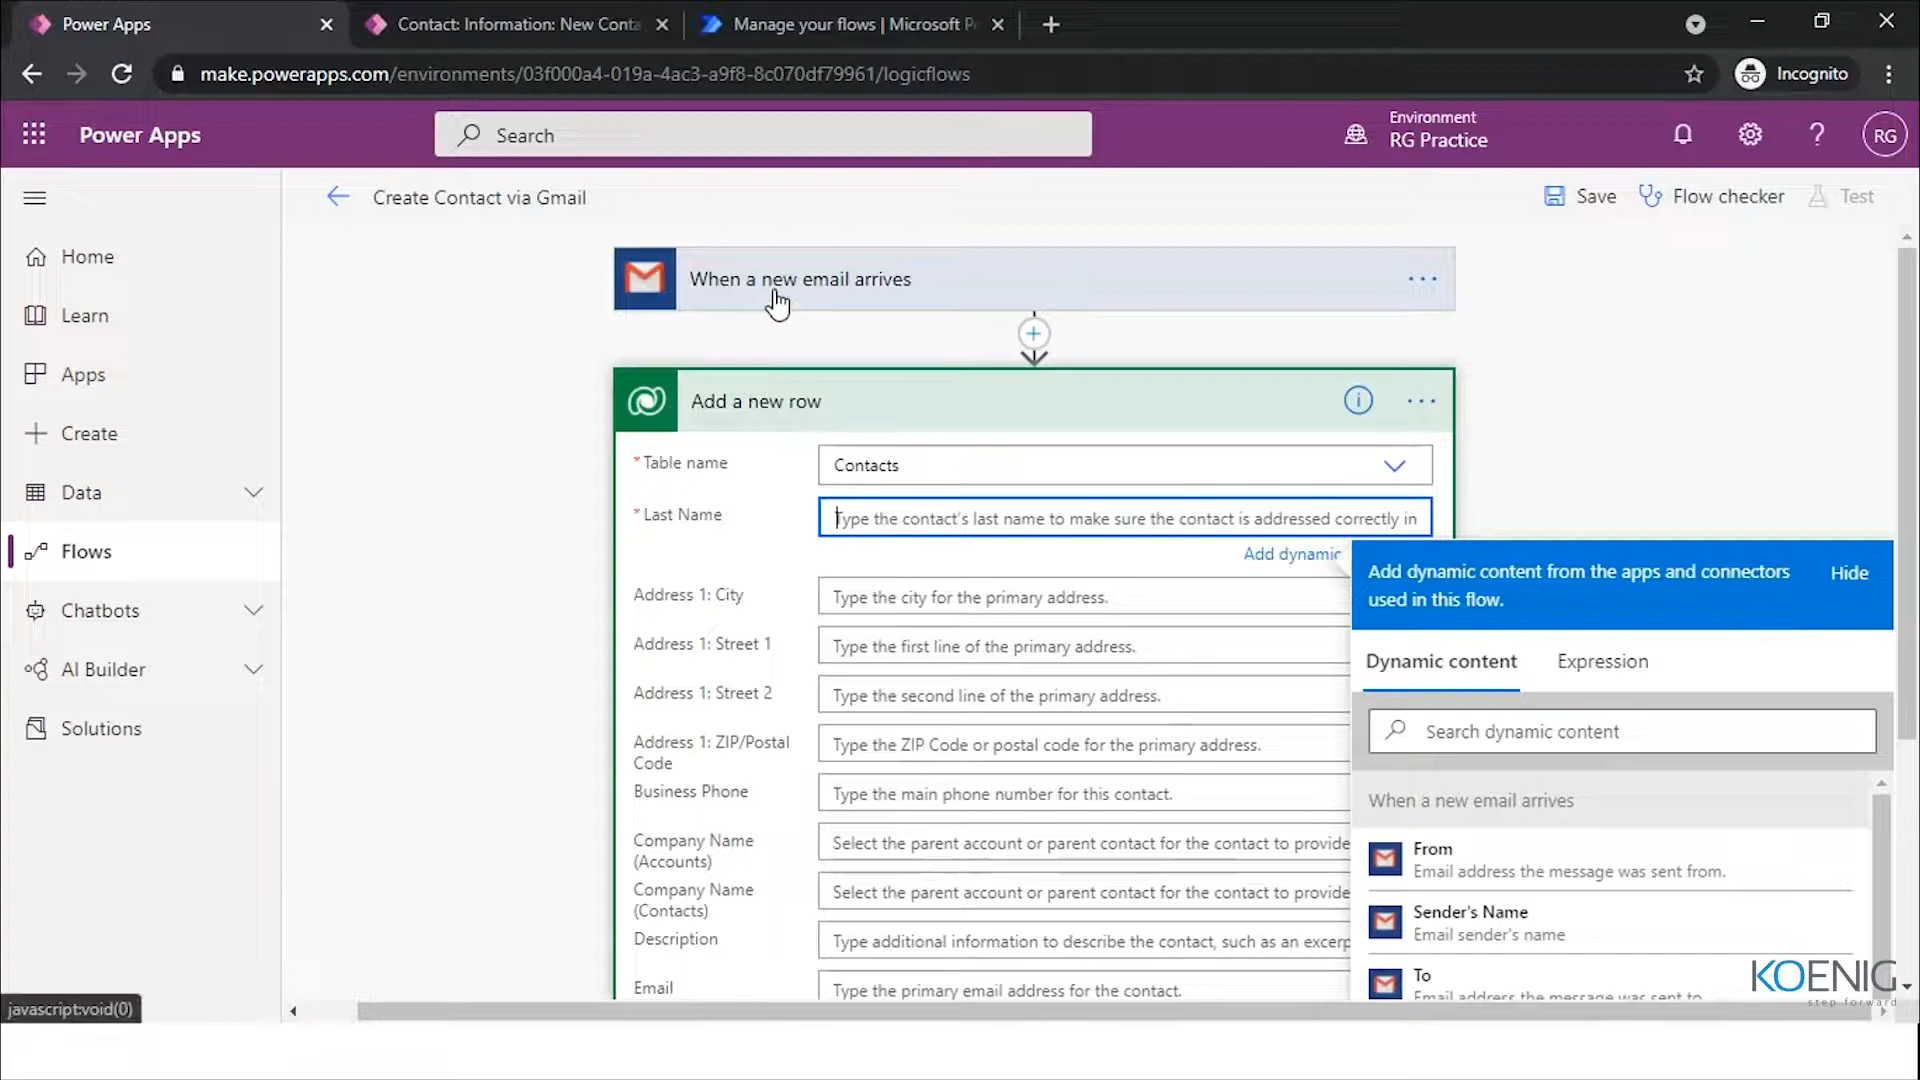 Power Apps
Contact: Information: New Conta
Manage your flows | Microsoft P
make.powerapps.com/environments/03f000a4-019a-4ac3-a9f8-8c070df79961/logicflows
Incognito
Power Apps
Search
Environment
RG Practice
RG
Create Contact via Gmail
Save
Flow checker
Test
Home
Learn
Apps
Create
Data
Flows
Chatbots
AI Builder
Solutions
When a new email arrives
Add a new row
* Table name
Contacts
* Last Name
Type the contact's last name to make sure the contact is addressed correctly in
Add dynamic
Address 1: City
Type the city for the primary address.
Address 1: Street 1
Type the first line of the primary address.
Address 1: Street 2
Type the second line of the primary address.
Address 1: ZIP/Postal
Code
Type the ZIP Code or postal code for the primary address.
Business Phone
Type the main phone number for this contact.
Company Name
(Accounts)
Select the parent account or parent contact for the contact to provide
Company Name
(Contacts)
Select the parent account or parent contact for the contact to provide
Description
Type additional information to describe the contact, such as an excerp
Email
Type the primary email address for the contact.
Add dynamic content from the apps and connectors
used in this flow.
Hide
Dynamic content
Expression
Search dynamic content
When a new email arrives
From
Email address the message was sent from.
Sender's Name
Email sender's name
To
Email address the message was sent to
KOENIG
step forward
javascript:void(0)